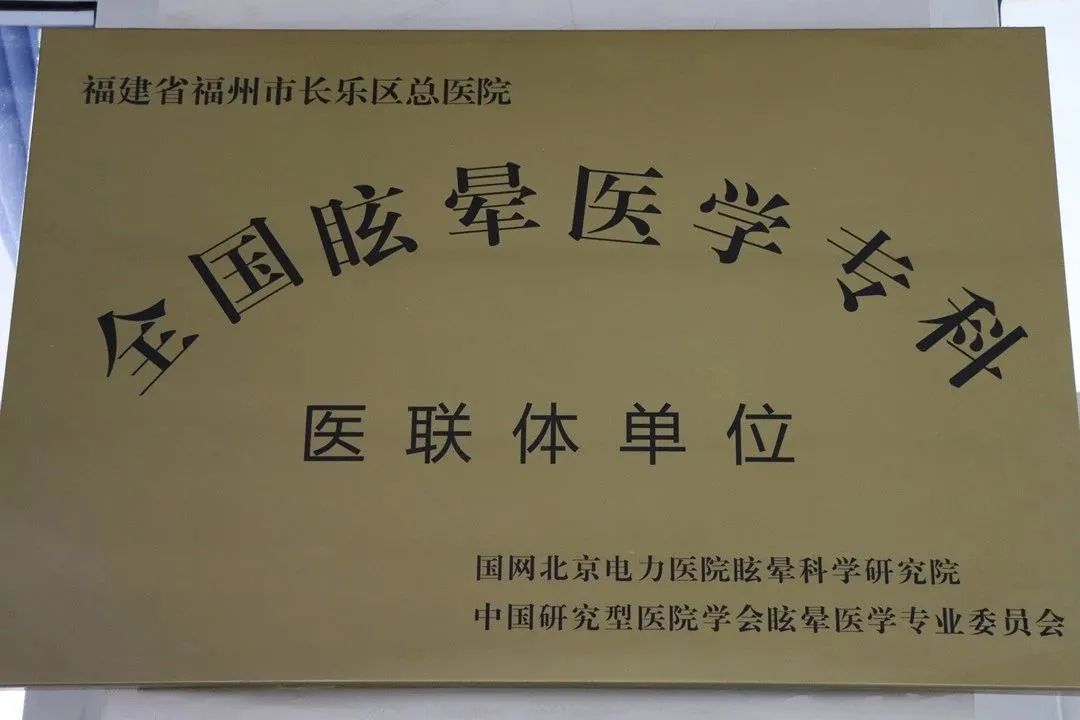 福建省福州市长乐区总医院
全国眩晕医学专科
医联体单位
国网北京电力医院眩晕科学研究院
中国研究型医院学会眩晕医学专业委员会